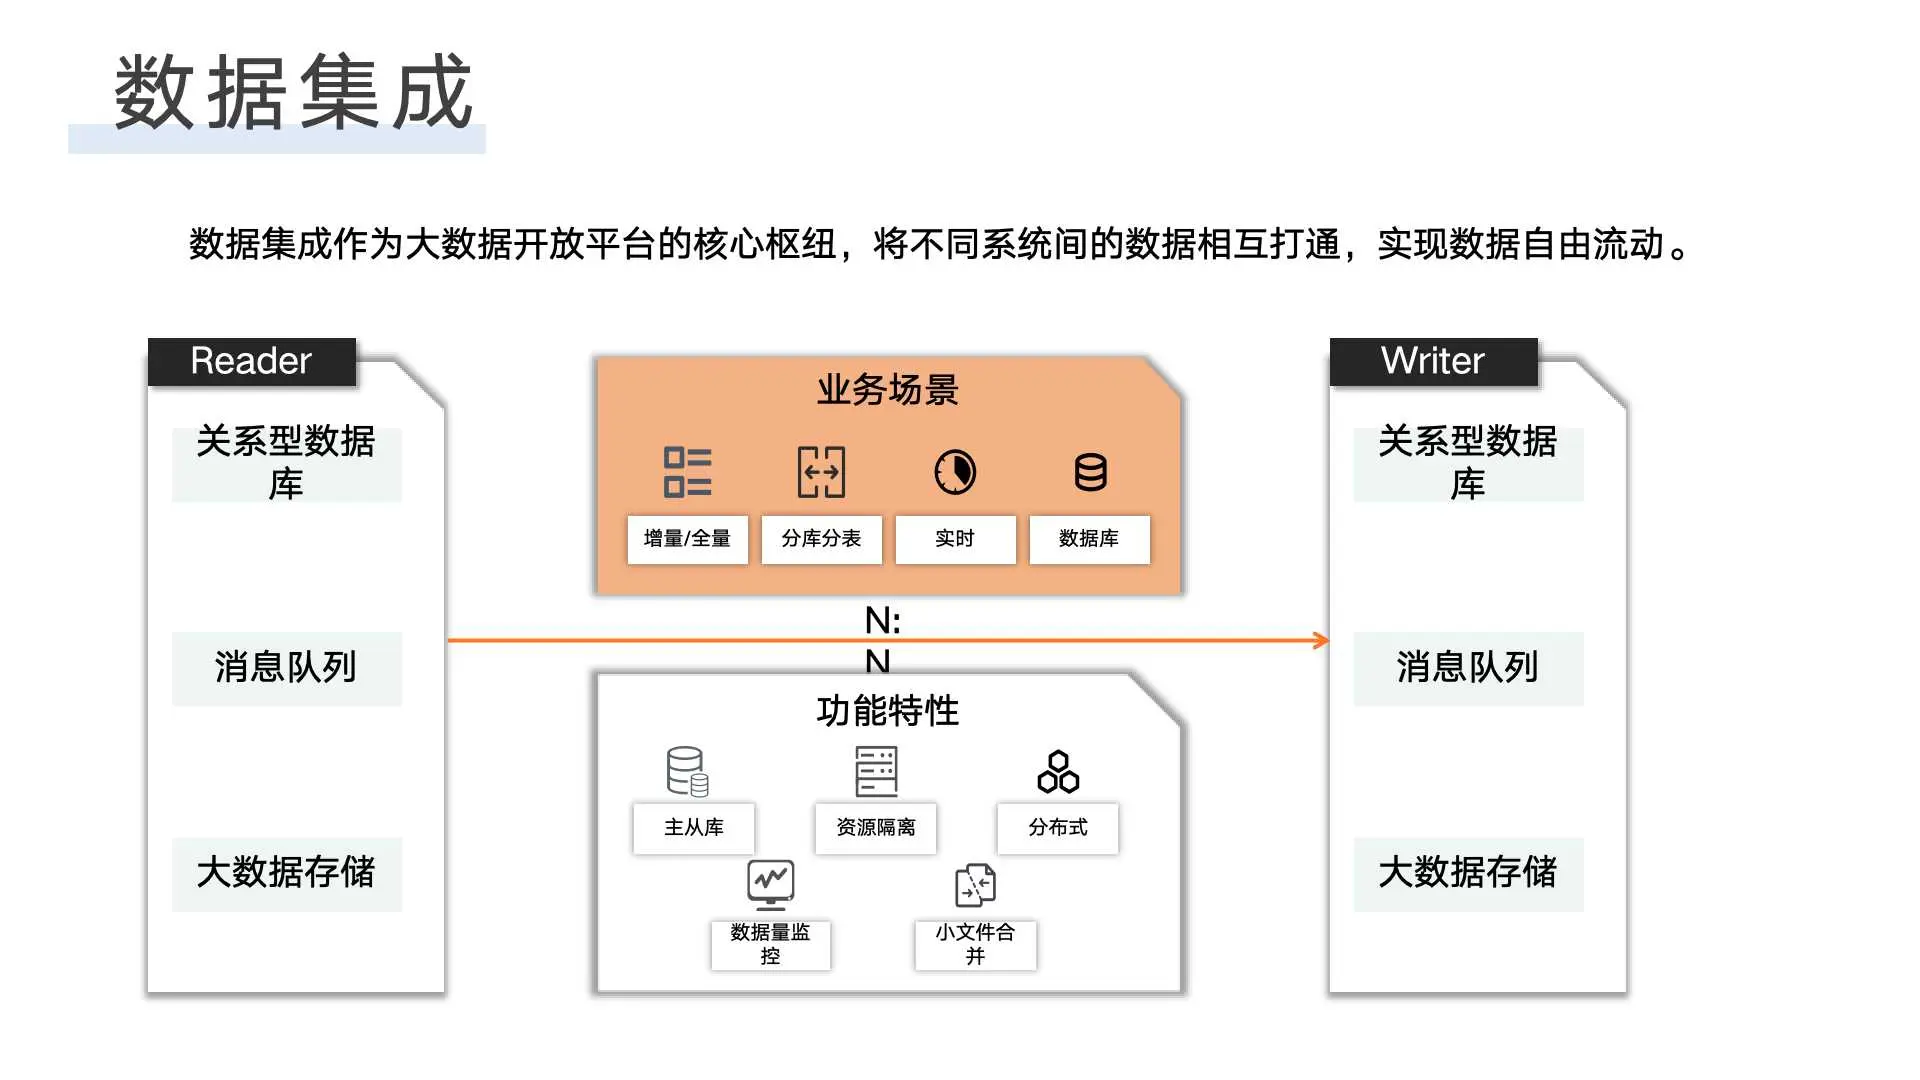 数据集成
数据集成作为大数据开放平台的核心枢纽，将不同系统间的数据相互打通，实现数据自由流动。
Reader
关系型数据
库
消息队列
大数据存储
业务场景
增量/全量
分库分表
实时
数据库
N:
N
功能特性
主从库
资源隔离
分布式
数据量监
控
小文件合
并
Writer
关系型数据
库
消息队列
大数据存储